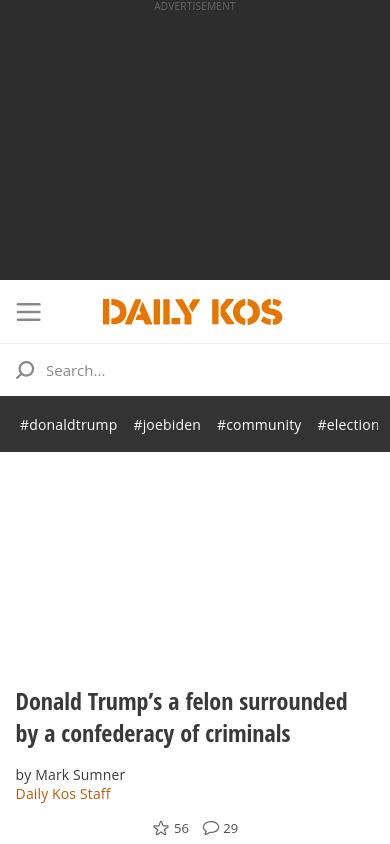 ADVERTISEMENT
DAILY KOS
Search...
#donaldtrump #joebiden #community #election
Donald Trump’s a felon surrounded
by a confederacy of criminals
by Mark Sumner
Daily Kos Staff
56 29